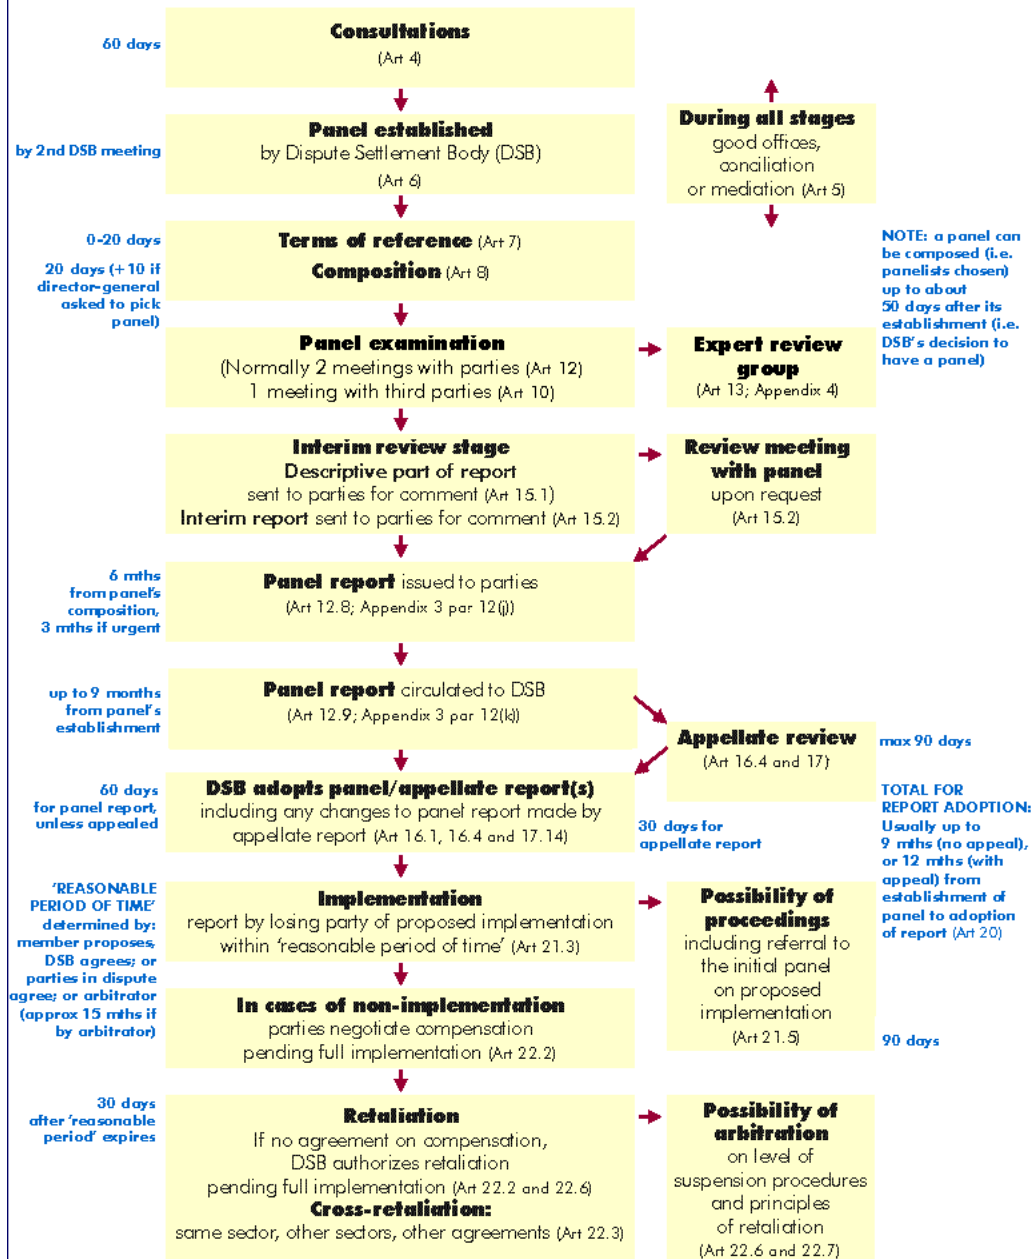 60 days
Consultations
(Art 4)
by 2nd DSB meeting
Panel established
by Dispute Settlement Body (DSB)
(Art 6)
During all stages
good offices,
conciliation
or mediation (Art 5)
0-20 days
20 days (+10 if
director-general
asked to pick
panel)
Terms of reference (Art 7)
Composition (Art 8)
NOTE: a panel can
be composed (i.e.
panelists chosen)
up to about
50 days after its
establishment (i.e.
DSB's decision to
have a panel)
Panel examination
(Normally 2 meetings with parties (Art 12)
1 meeting with third parties (Art 10)
Expert review
group
(Art 13; Appendix 4)
Interim review stage
Descriptive part of report
sent to parties for comment (Art 15.1)
Interim report sent to parties for comment (Art 15.2)
Review meeting
with panel
upon request
(Art 15.2)
6 mths
from panel's
composition,
3 mths if urgent
Panel report issued to parties
(Art 12.8; Appendix 3 par 12(j))
up to 9 months
from panel's
establishment
Panel report circulated to DSB
(Art 12.9; Appendix 3 par 12(k))
Appellate review
(Art 16.4 and 17)
max 90 days
60 days
for panel report,
unless appealed
DSB adopts panel/appellate report(s)
including any changes to panel report made by
appellate report (Art 16.1, 16.4 and 17.14)
30 days for
appellate report
TOTAL FOR
REPORT ADOPTION:
Usually up to
9 mths (no appeal),
or 12 mths (with
appeal) from
establishment of
panel to adoption
of report (Art 20)
'REASONABLE
PERIOD OF TIME'
determined by:
member proposes,
DSB agrees; or
parties in dispute
agree; or arbitrator
(approx 15 mths if
by arbitrator)
Implementation
report by losing party of proposed implementation
within 'reasonable period of time' (Art 21.3)
Possibility of
proceedings
including referral to
the initial panel
on proposed
implementation
(Art 21.5)
90 days
In cases of non-implementation
parties negotiate compensation
pending full implementation (Art 22.2)
30 days
after 'reasonable
period' expires
Retaliation
If no agreement on compensation,
DSB authorizes retaliation
pending full implementation (Art 22.2 and 22.6)
Cross-retaliation:
same sector, other sectors, other agreements (Art 22.3)
Possibility of
arbitration
on level of
suspension procedures
and principles
of retaliation
(Art 22.6 and 22.7)